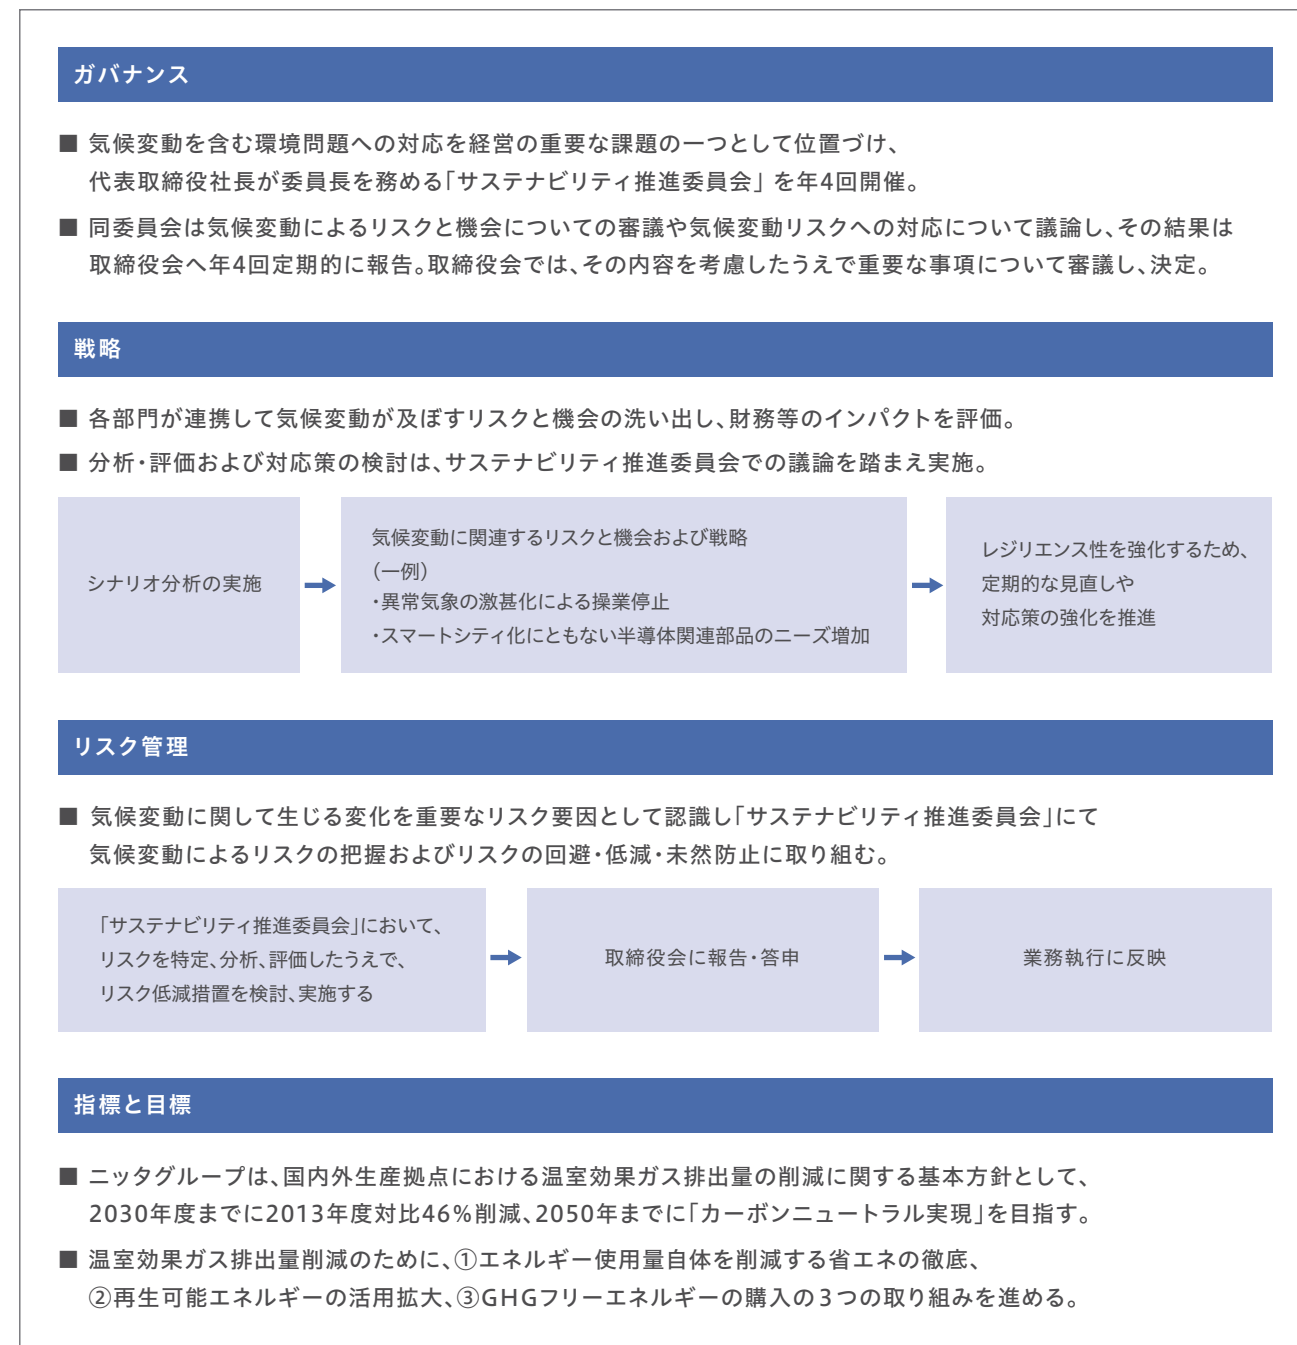 ガバナンス
■ 気候変動を含む環境問題への対応を経営の重要な課題の一つとして位置づけ、
代表取締役社長が委員長を務める「サステナビリティ推進委員会」を年4回開催。
■ 同委員会は気候変動によるリスクと機会についての審議や気候変動リスクへの対応について議論し、その結果は
取締役会へ年4回定期的に報告。取締役会では、その内容を考慮したうえで重要な事項について審議し、決定。
戦略
■ 各部門が連携して気候変動が及ぼすリスクと機会の洗い出し、財務等のインパクトを評価。
■ 分析・評価および対応策の検討は、サステナビリティ推進委員会での議論を踏まえ実施。
シナリオ分析の実施
気候変動に関連するリスクと機会および戦略
（一例）
・異常気象の激甚化による操業停止
・スマートシティ化にともない半導体関連部品のニーズ増加
レジリエンス性を強化するため、
定期的な見直しや
対応策の強化を推進
リスク管理
■ 気候変動に関して生じる変化を重要なリスク要因として認識し「サステナビリティ推進委員会」にて
気候変動によるリスクの把握およびリスクの回避・低減・未然防止に取り組む。
「サステナビリティ推進委員会」において、
リスクを特定、分析、評価したうえで、
リスク低減措置を検討、実施する
取締役会に報告・答申
業務執行に反映
指標と目標
■ ニッタグループは、国内外生産拠点における温室効果ガス排出量の削減に関する基本方針として、
2030年度までに2013年度対比46%削減、2050年までに「カーボンニュートラル実現」を目指す。
■ 温室効果ガス排出量削減のために、①エネルギー使用量自体を削減する省エネの徹底、
②再生可能エネルギーの活用拡大、③GHGフリーエネルギーの購入の3つの取り組みを進める。